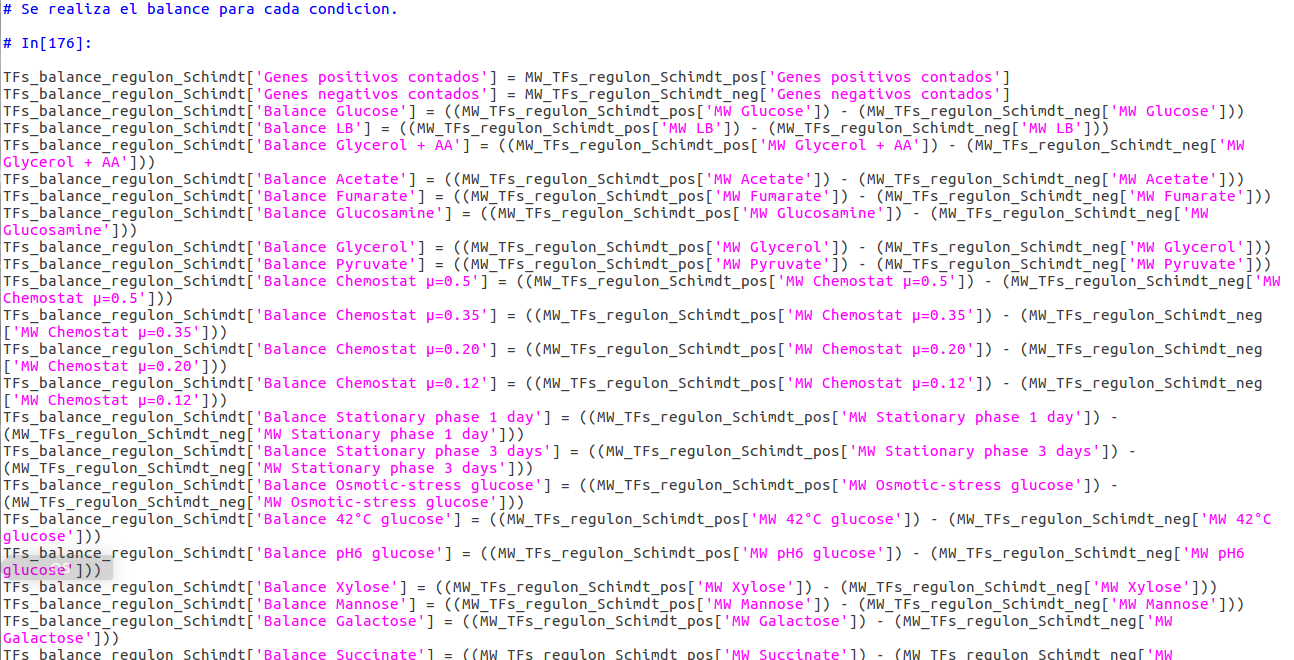 # Se realiza el balance para cada condicion.
# In[176]:
TFs_balance_regulon_Schimdt['Genes positivos contados'] = MW_TFs_regulon_Schimdt_pos['Genes positivos contados']
TFs_balance_regulon_Schimdt['Genes negativos contados'] = MW_TFs_regulon_Schimdt_neg['Genes negativos contados']
TFs_balance_regulon_Schimdt['Balance Glucose'] = ((MW_TFs_regulon_Schimdt_pos['MW Glucose']) - (MW_TFs_regulon_Schimdt_neg['MW Glucose']))
TFs_balance_regulon_Schimdt['Balance LB'] = ((MW_TFs_regulon_Schimdt_pos['MW LB']) - (MW_TFs_regulon_Schimdt_neg['MW LB']))
TFs_balance_regulon_Schimdt['Balance Glycerol + AA'] = ((MW_TFs_regulon_Schimdt_pos['MW Glycerol + AA']) - (MW_TFs_regulon_Schimdt_neg['MW
Glycerol + AA']))
TFs_balance_regulon_Schimdt['Balance Acetate'] = ((MW_TFs_regulon_Schimdt_pos['MW Acetate']) - (MW_TFs_regulon_Schimdt_neg['MW Acetate']))
TFs_balance_regulon_Schimdt['Balance Fumarate'] = ((MW_TFs_regulon_Schimdt_pos['MW Fumarate']) - (MW_TFs_regulon_Schimdt_neg['MW Fumarate']))
TFs_balance_regulon_Schimdt['Balance Glucosamine'] = ((MW_TFs_regulon_Schimdt_pos['MW Glucosamine']) - (MW_TFs_regulon_Schimdt_neg['MW
Glucosamine']))
TFs_balance_regulon_Schimdt['Balance Glycerol'] = ((MW_TFs_regulon_Schimdt_pos['MW Glycerol']) - (MW_TFs_regulon_Schimdt_neg['MW Glycerol']))
TFs_balance_regulon_Schimdt['Balance Pyruvate'] = ((MW_TFs_regulon_Schimdt_pos['MW Pyruvate']) - (MW_TFs_regulon_Schimdt_neg['MW Pyruvate']))
TFs_balance_regulon_Schimdt['Balance Chemostat µ=0.5'] = ((MW_TFs_regulon_Schimdt_pos['MW Chemostat µ=0.5']) - (MW_TFs_regulon_Schimdt_neg['MW
Chemostat µ=0.5']))
TFs_balance_regulon_Schimdt['Balance Chemostat µ=0.35'] = ((MW_TFs_regulon_Schimdt_pos['MW Chemostat µ=0.35']) - (MW_TFs_regulon_Schimdt_neg
['MW Chemostat µ=0.35']))
TFs_balance_regulon_Schimdt['Balance Chemostat µ=0.20'] = ((MW_TFs_regulon_Schimdt_pos['MW Chemostat µ=0.20']) - (MW_TFs_regulon_Schimdt_neg
['MW Chemostat µ=0.20']))
TFs_balance_regulon_Schimdt['Balance Chemostat µ=0.12'] = ((MW_TFs_regulon_Schimdt_pos['MW Chemostat µ=0.12']) - (MW_TFs_regulon_Schimdt_neg
['MW Chemostat µ=0.12']))
TFs_balance_regulon_Schimdt['Balance Stationary phase 1 day'] = ((MW_TFs_regulon_Schimdt_pos['MW Stationary phase 1 day']) -
(MW_TFs_regulon_Schimdt_neg['MW Stationary phase 1 day']))
TFs_balance_regulon_Schimdt['Balance Stationary phase 3 days'] = ((MW_TFs_regulon_Schimdt_pos['MW Stationary phase 3 days']) -
(MW_TFs_regulon_Schimdt_neg['MW Stationary phase 3 days']))
TFs_balance_regulon_Schimdt['Balance Osmotic-stress glucose'] = ((MW_TFs_regulon_Schimdt_pos['MW Osmotic-stress glucose']) -
(MW_TFs_regulon_Schimdt_neg['MW Osmotic-stress glucose']))
TFs_balance_regulon_Schimdt['Balance 42°C glucose'] = ((MW_TFs_regulon_Schimdt_pos['MW 42°C glucose']) - (MW_TFs_regulon_Schimdt_neg['MW 42°C
glucose']))
TFs_balance_regulon_Schimdt['Balance pH6 glucose'] = ((MW_TFs_regulon_Schimdt_pos['MW pH6 glucose']) - (MW_TFs_regulon_Schimdt_neg['MW pH6
glucose']))
TFs_balance_regulon_Schimdt['Balance Xylose'] = ((MW_TFs_regulon_Schimdt_pos['MW Xylose']) - (MW_TFs_regulon_Schimdt_neg['MW Xylose']))
TFs_balance_regulon_Schimdt['Balance Mannose'] = ((MW_TFs_regulon_Schimdt_pos['MW Mannose']) - (MW_TFs_regulon_Schimdt_neg['MW Mannose']))
TFs_balance_regulon_Schimdt['Balance Galactose'] = ((MW_TFs_regulon_Schimdt_pos['MW Galactose']) - (MW_TFs_regulon_Schimdt_neg['MW
Galactose']))
TFs_balance_regulon_Schimdt['Balance Succinate'] = ((MW_TFs_regulon_Schimdt_pos['MW Succinate']) - (MW_TFs_regulon_Schimdt_neg['MW